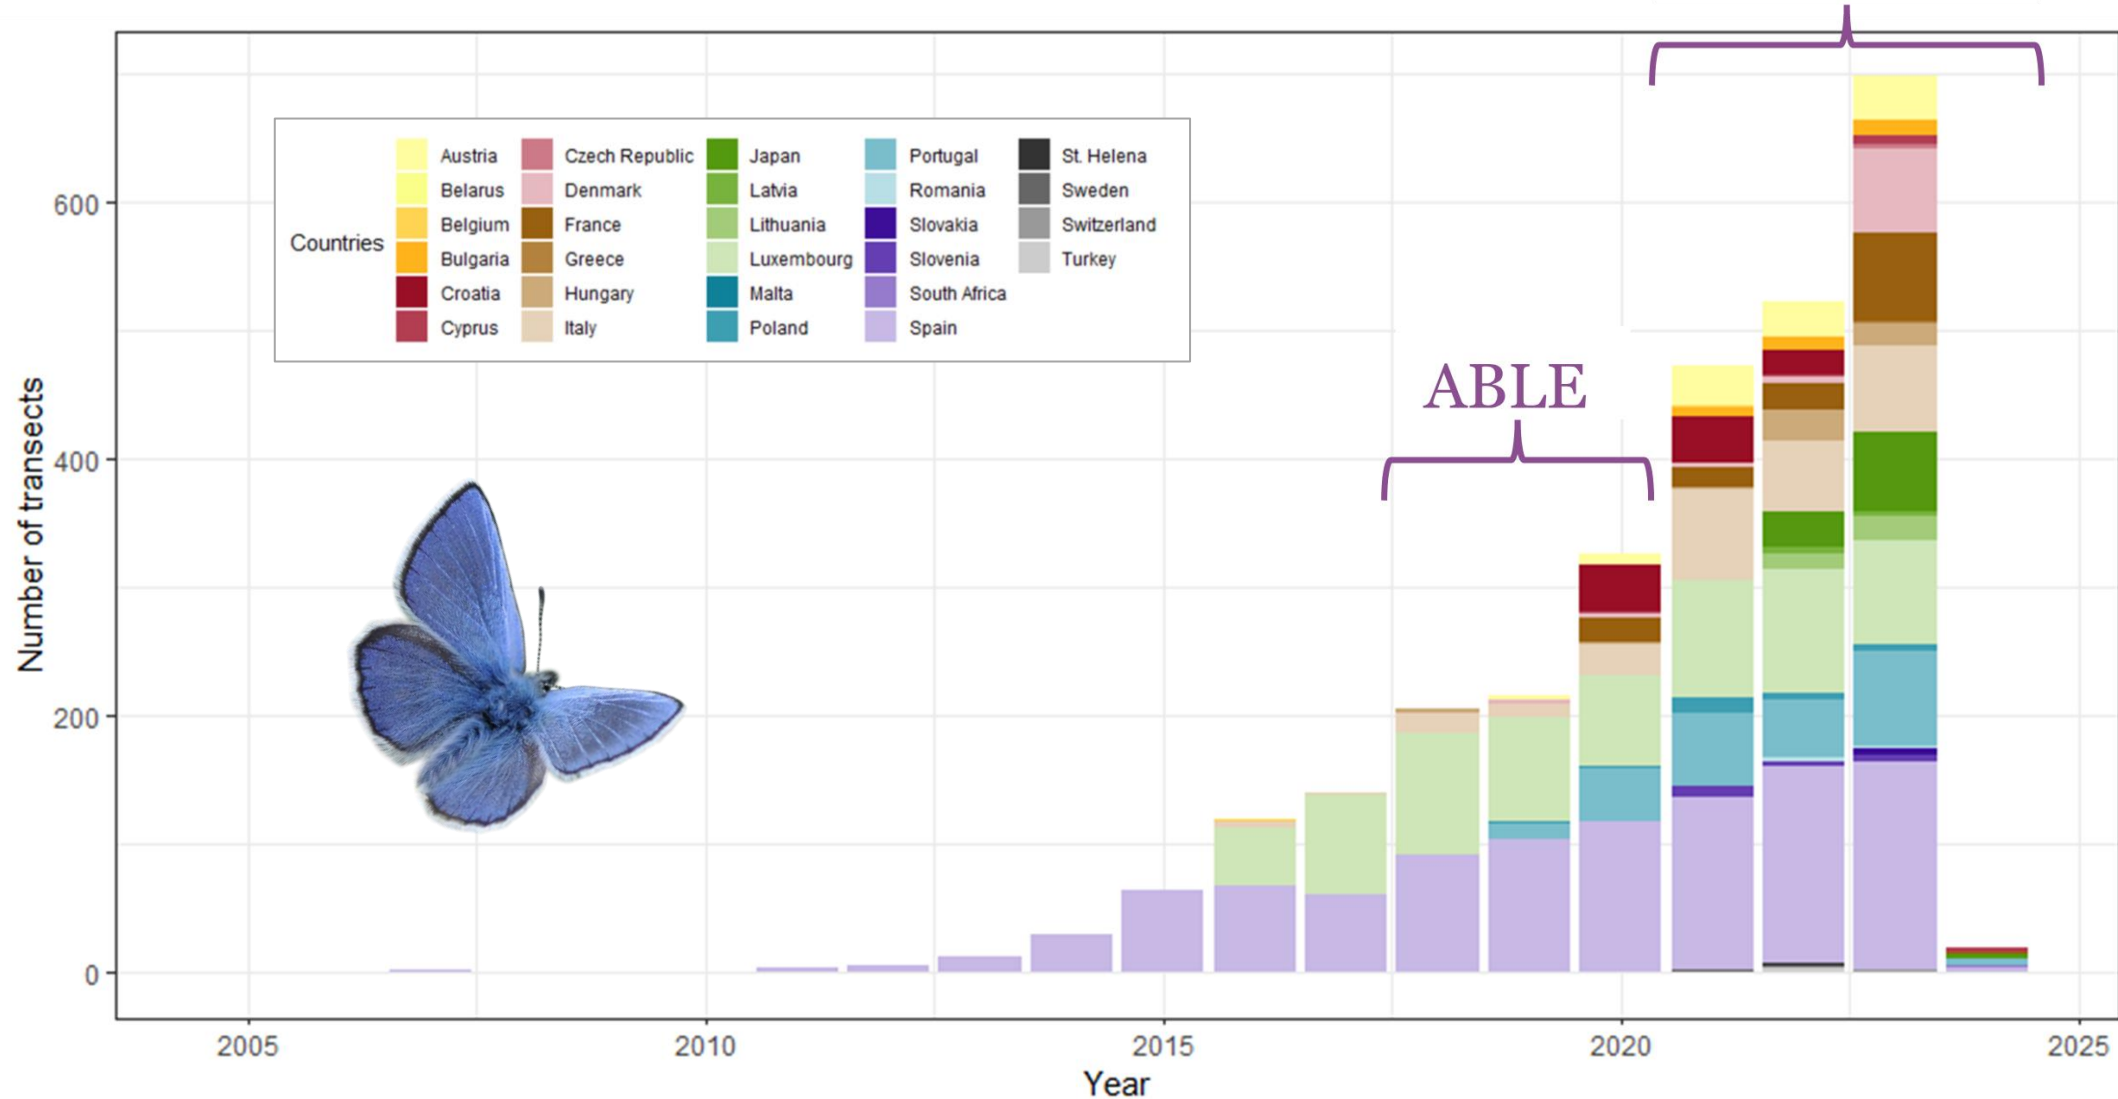 Number of transects
600
400
200
0
Countries
Austria
Belarus
Belgium
Bulgaria
Croatia
Cyprus
Czech Republic
Denmark
France
Greece
Hungary
Italy
Japan
Latvia
Lithuania
Luxembourg
Malta
Poland
Portugal
Romania
Slovakia
Slovenia
South Africa
Spain
St. Helena
Sweden
Switzerland
Turkey
ABLE
2005
2010
2015
2020
2025
Year